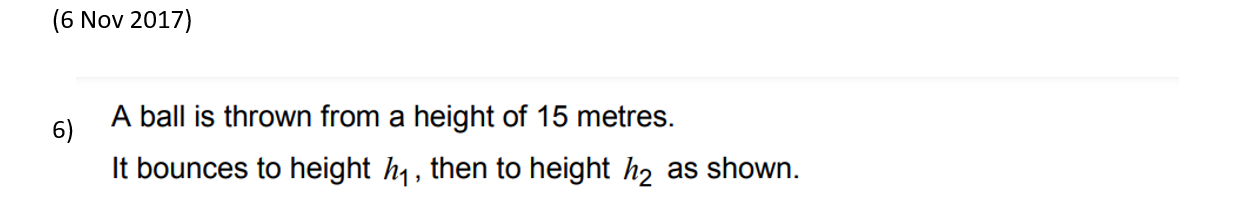 (6 Nov 2017)
6) A ball is thrown from a height of 15 metres.
It bounces to height h₁, then to height h₂ as shown.